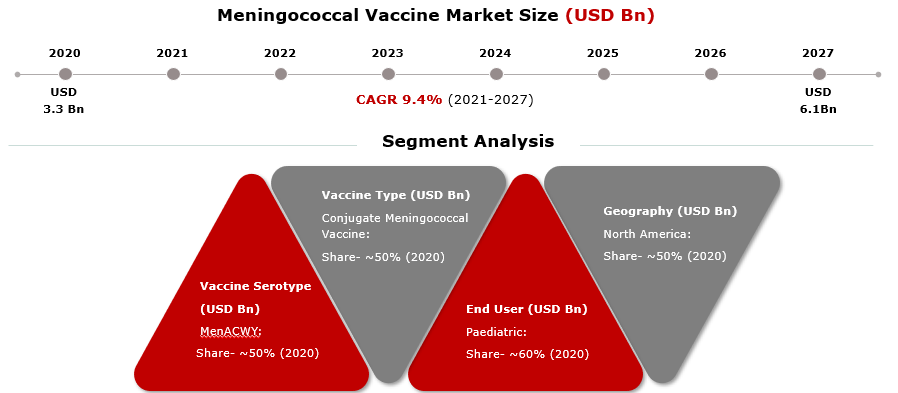 Meningococcal Vaccine Market Size (USD Bn)
2020 2021 2022 2023 2024 2025 2026 2027
USD
3.3 Bn
CAGR 9.4% (2021-2027)
USD
6.1Bn
Segment Analysis
Vaccine Serotype
(USD Bn)
MenACWY:
Share- ~50% (2020)
Vaccine Type (USD Bn)
Conjugate Meningococcal
Vaccine:
Share- ~50% (2020)
End User (USD Bn)
Paediatric:
Share- ~60% (2020)
Geography (USD Bn)
North America:
Share- ~50% (2020)